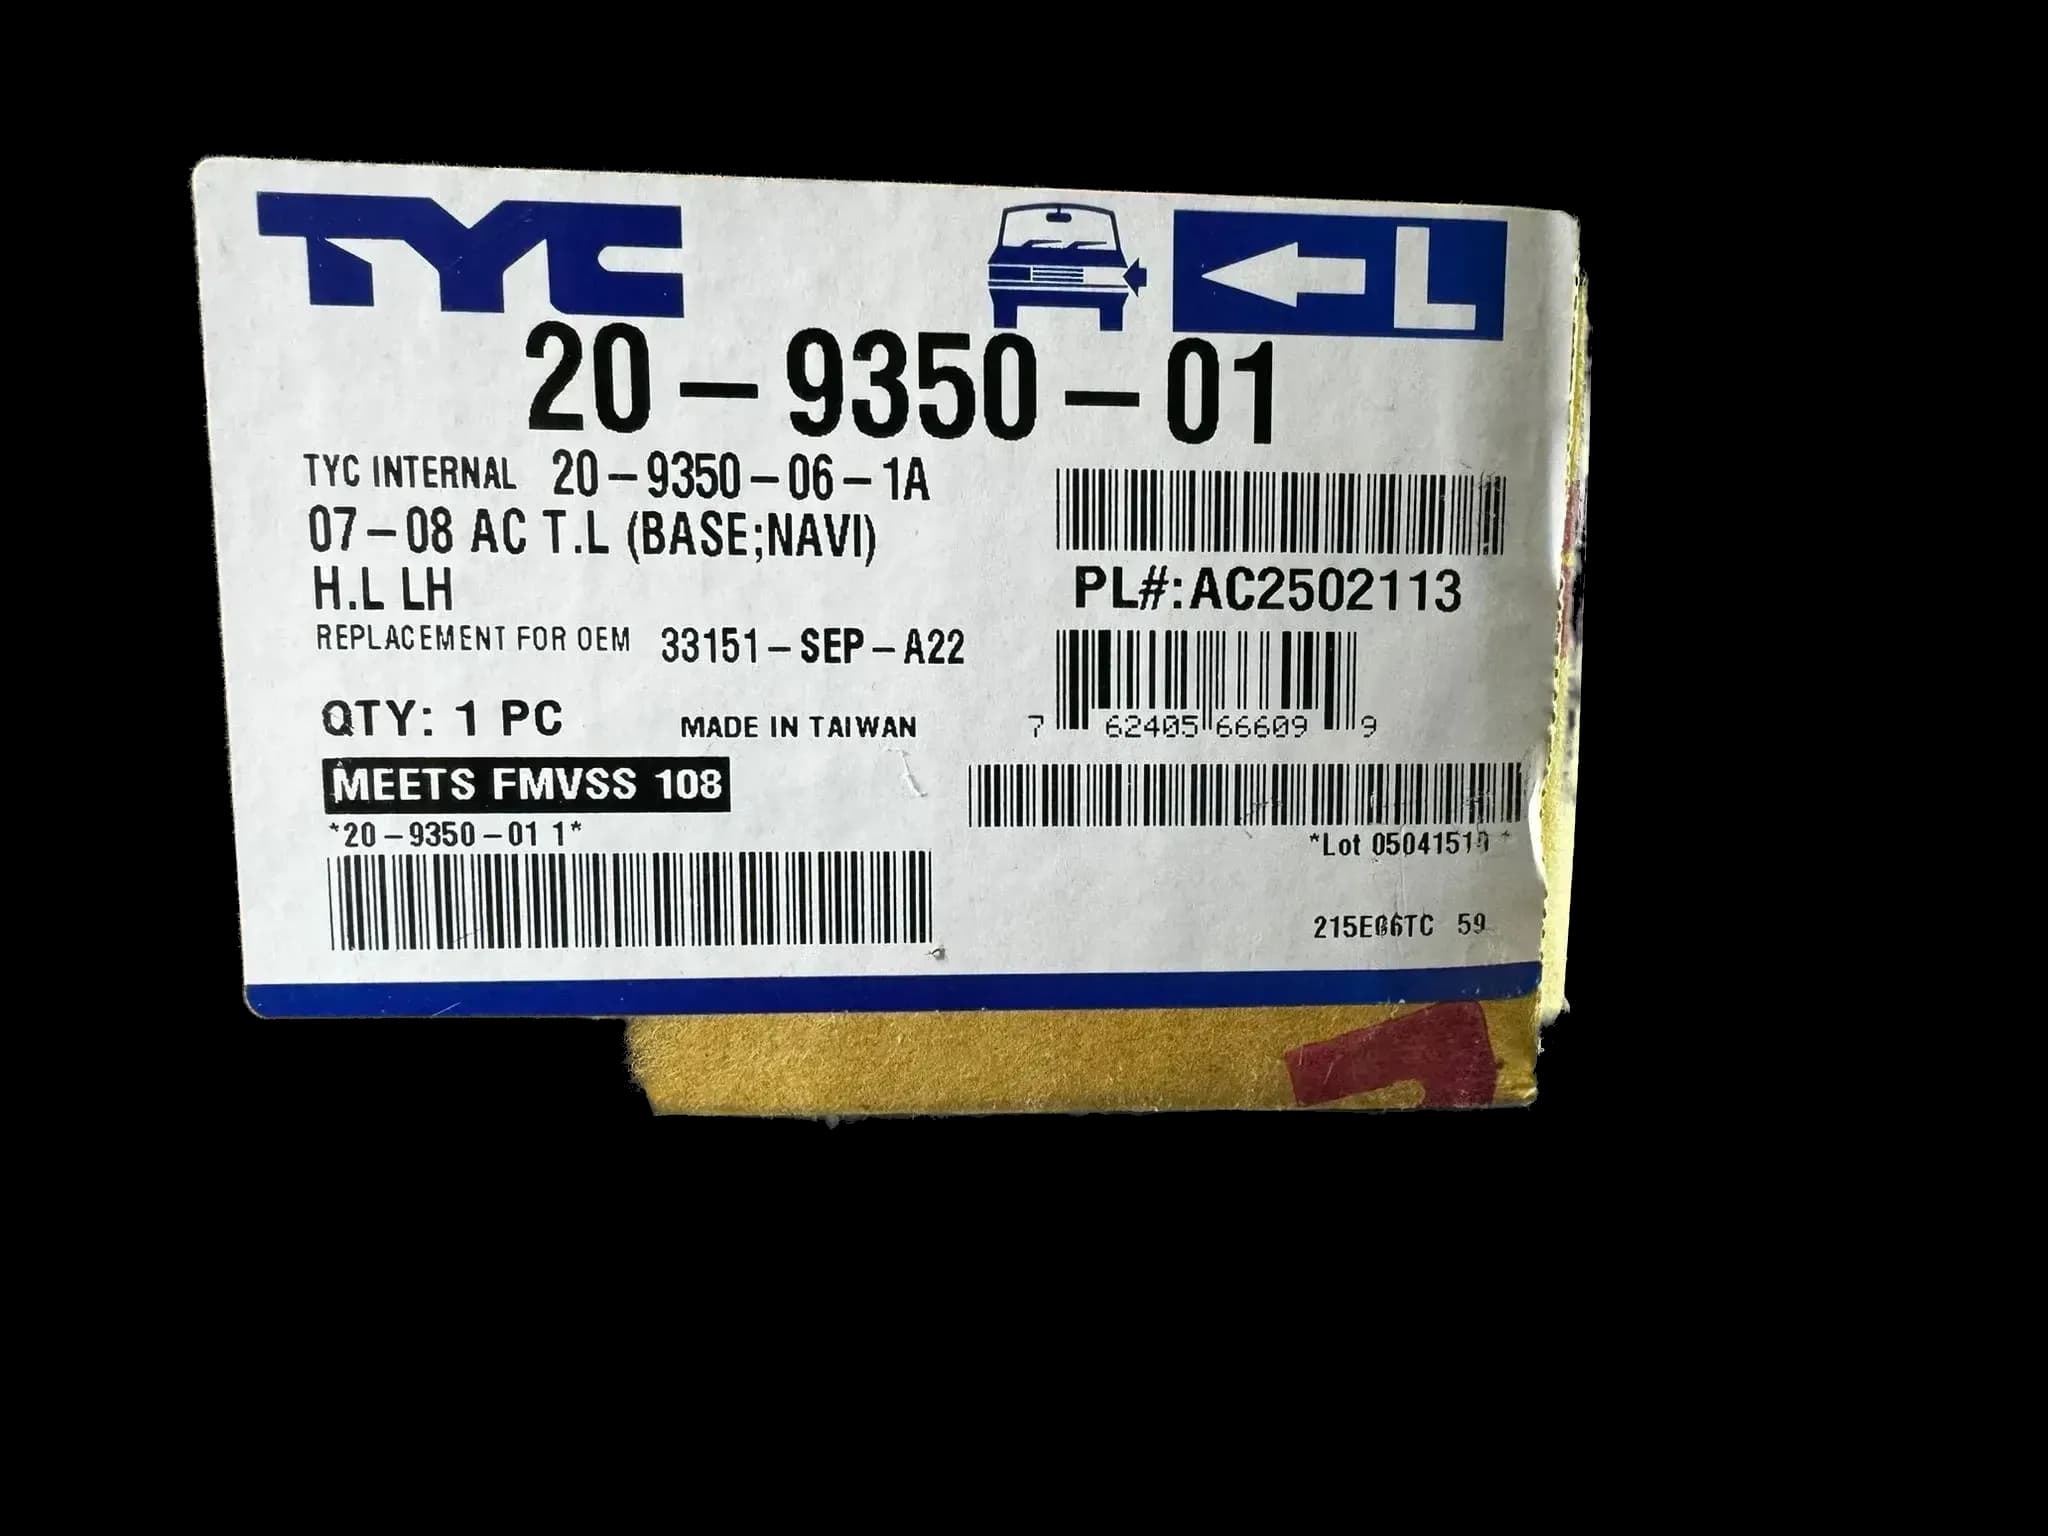 TYC
L
20-9350-01
TYC INTERNAL 20-9350-06-1A
07-08 AC T.L (BASE;NAVI)
H.L LH
REPLACEMENT FOR OEM 33151-SEP-A22
PL#:AC2502113
QTY: 1 PC
MADE IN TAIWAN
7 62405 66609 9
MEETS FMVSS 108
*20-9350-01 1*
*Lot
59